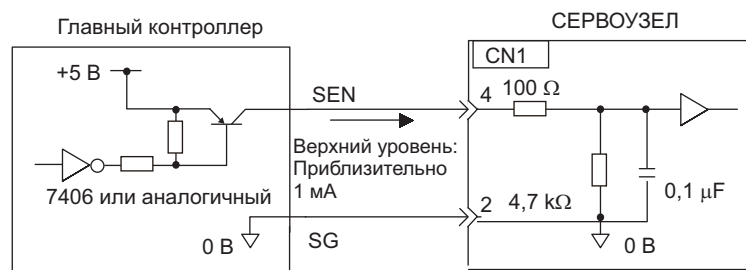 Главный контроллер
СЕРВОУЗЕЛ
CN1
+5 В
SEN
4
100 Ω
Верхний уровень:
Приблизительно
1 мА
7406 или аналогичный
4,7 kΩ
0,1 μF
2
0 В
SG
0 В